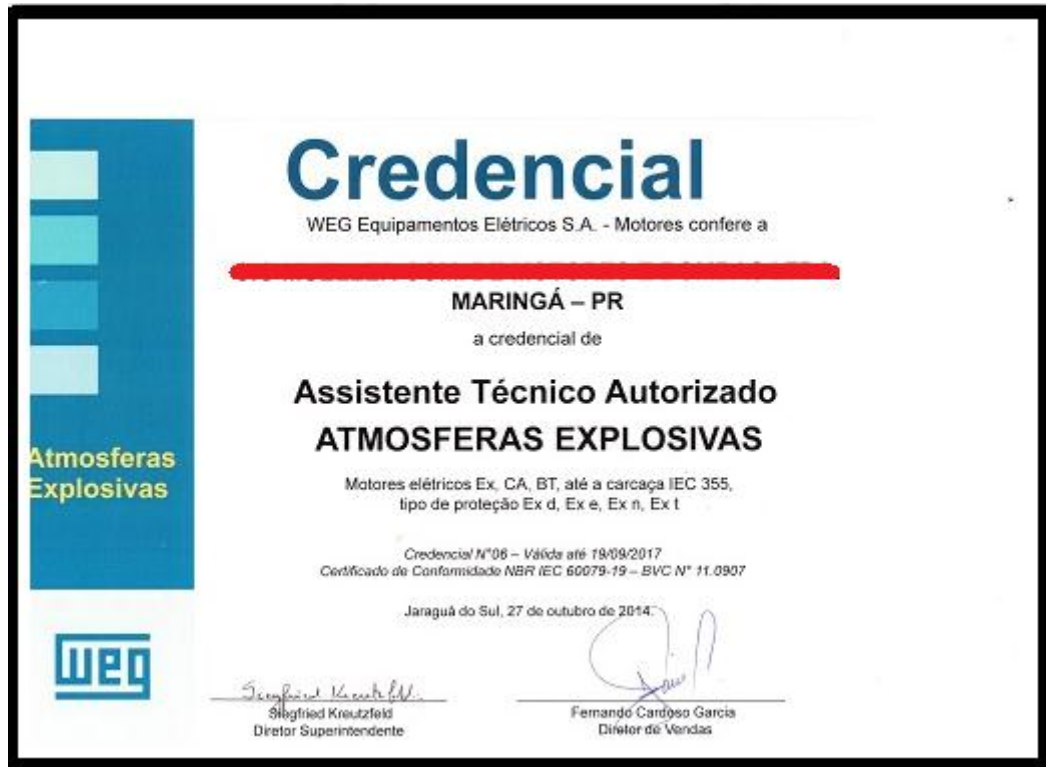 Credencial
WEG Equipamentos Elétricos S.A. - Motores confere a
MARINGÁ – PR
a credencial de
Assistente Técnico Autorizado
ATMOSFERAS EXPLOSIVAS
Motores elétricos Ex, CA, BT, até a carcaça IEC 355,
tipo de proteção Ex d, Ex e, Ex n, Ex t
Credencial N°06 – Válida até 19/09/2017
Certificado de Conformidade NBR IEC 60079-19 – BVC N° 11.0907
Jaraguá do Sul, 27 de outubro de 2014.
Siegfried Kreutzfeld
Siegfried Kreutzfeld
Diretor Superintendente
Fernando Cardoso Garcia
Diretor de Vendas
Atmosferas
Explosivas
weg